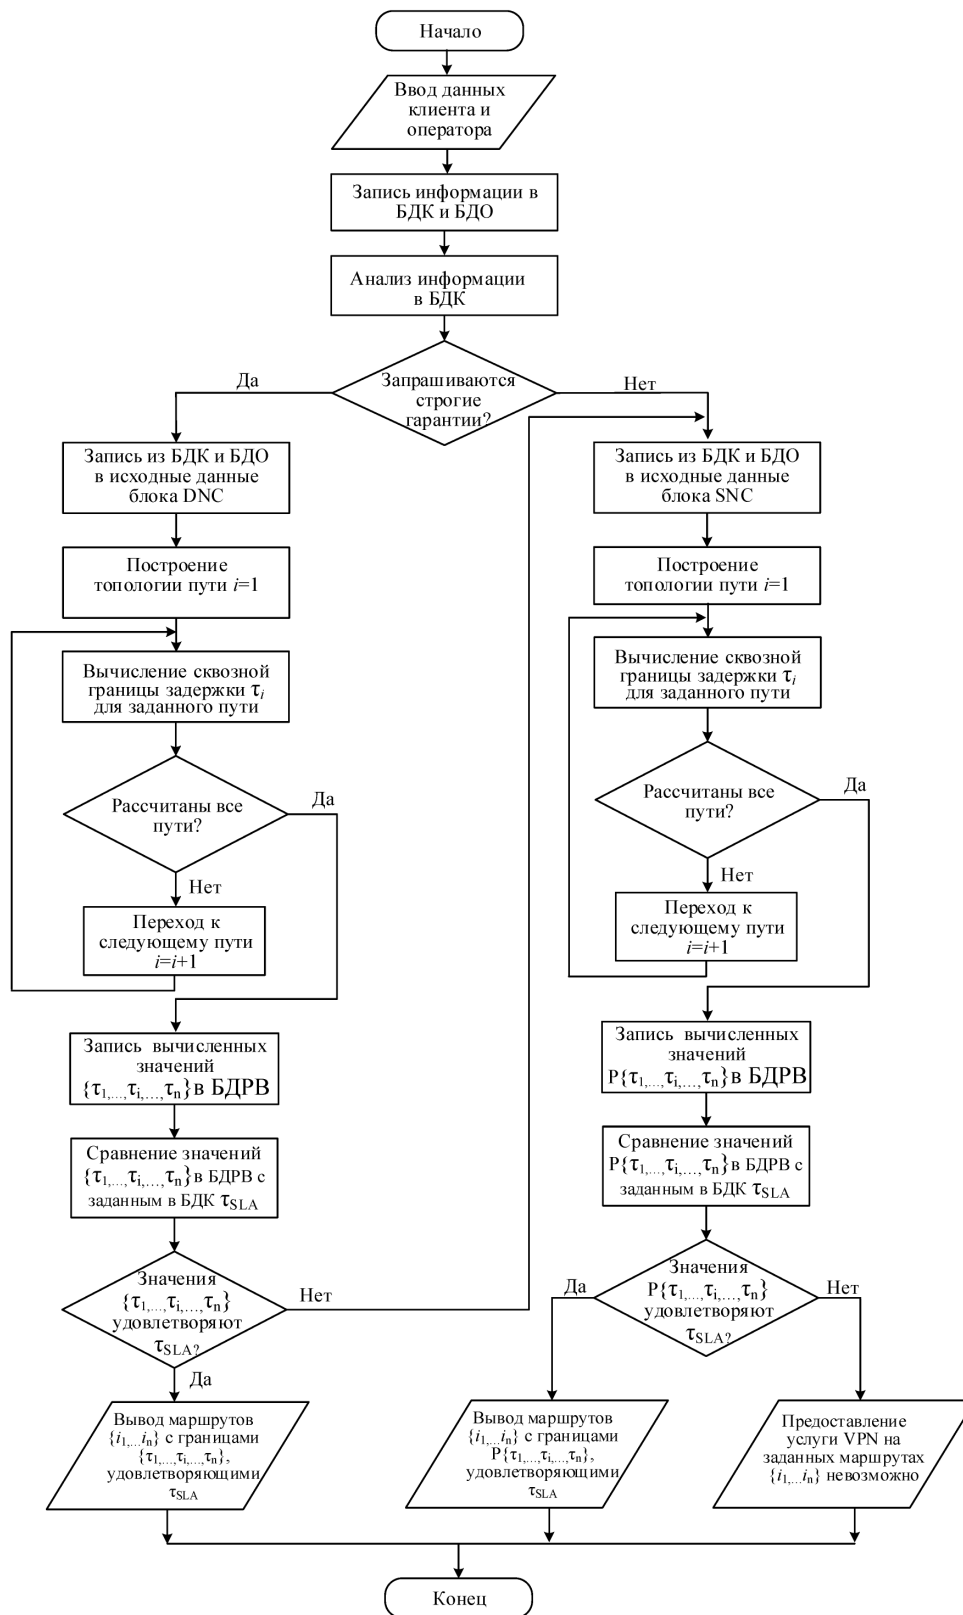 Начало
Ввод данных
клиента и
оператора
Запись информации в
БДК и БДО
Анализ информации
в БДК
Запрашиваются
строгие
гарантии?
Да
Нет
Запись из БДК и БДО
в исходные данные
блока DNC
Построение
топологии пути i=1
Вычисление сквозной
границы задержки τi
для заданного пути
Рассчитаны все
пути?
Да
Нет
Переход к
следующему пути
i=i+1
Запись вычисленных
значений
{τ1,...,τi,...,τn} в БДРВ
Сравнение значений
{τ1,...,τi,...,τn} в БДРВ с
заданным в БДК τSLA
Значения
{τ1,...,τi,...,τn}
удовлетворяют
τSLA?
Нет
Да
Вывод маршрутов
{i1,...in} с границами
{τ1,...,τi,...,τn},
удовлетворяющими
τSLA
Запись из БДК и БДО
в исходные данные
блока SNC
Построение
топологии пути i=1
Вычисление сквозной
границы задержки τi
для заданного пути
Рассчитаны все
пути?
Да
Нет
Переход к
следующему пути
i=i+1
Запись вычисленных
значений
P{τ1,...,τi,...,τn} в БДРВ
Сравнение значений
P{τ1,...,τi,...,τn} в БДРВ с
заданным в БДК τSLA
Значения
P{τ1,...,τi,...,τn}
удовлетворяют
τSLA?
Да
Нет
Вывод маршрутов
{i1,...in} с границами
P{τ1,...,τi,...,τn},
удовлетворяющими
τSLA
Предоставление
услуги VPN на
заданных маршрутах
{i1,...in} невозможно
Конец